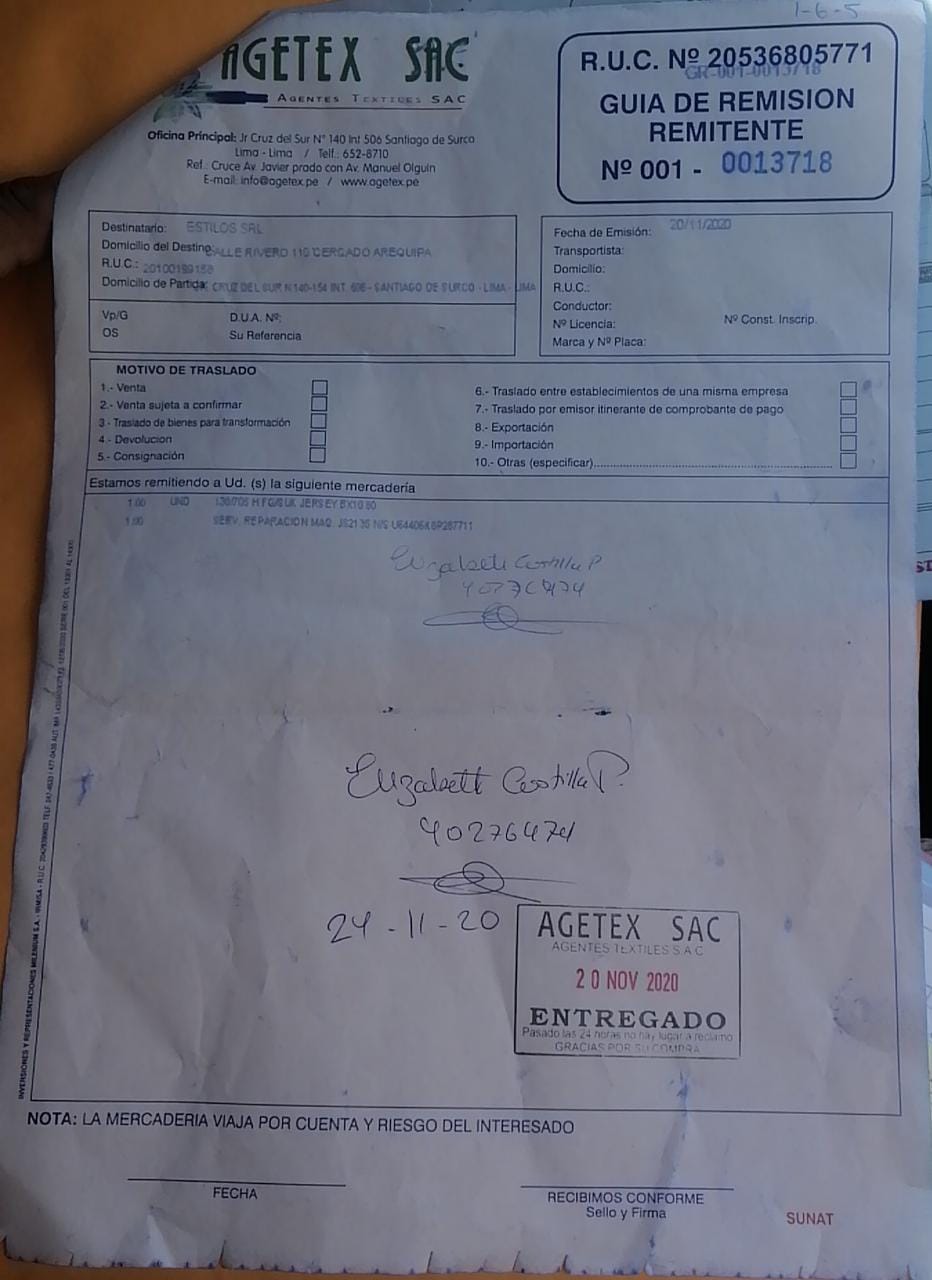 1-6-5
AGETEX SAC
AGENTES TEXTILES SAC
Oficina Principal: Jr Cruz del Sur Nº 140 Int 506 Santiago de Surco
Lima - Lima / Telf.: 652-8710
Ref.: Cruce Av. Javier prado con Av. Manuel Olguin
E-mail: info@agetex.pe / www.agetex.pe
R.U.C. Nº 20536805771
GR-001-0013718
GUIA DE REMISION
REMITENTE
Nº 001 - 0013718
Destinatario: ESTILOS SRL
Domicilio del Destino: CALLE RIVERO 110 CERCADO AREQUIPA
R.U.C.:
Domicilio de Partida: CRUZ DEL SUR N 140-154 INT. - SANTIAGO DE SURCO - LIMA - LIMA
Vp/G D.U.A. Nº:
OS Su Referencia
Fecha de Emisión: 20/11/2020
Transportista:
Domicilio:
R.U.C.:
Conductor:
Nº Licencia: Nº Const. Inscrip.
Marca y Nº Placa:
MOTIVO DE TRASLADO
1.- Venta
2.- Venta sujeta a confirmar
3.- Traslado de bienes para transformación
4.- Devolucion
5.- Consignación
6.- Traslado entre establecimientos de una misma empresa
7.- Traslado por emisor itinerante de comprobante de pago
8.- Exportación
9.- Importación
10.- Otras (especificar)
Estamos remitiendo a Ud. (s) la siguiente mercadería
1.00 UND JERSEY
1.00 SERV. REPARACION MAQ.
Elizabett Castilla P
Elizabett Castilla P.
40276474
24-11-20
AGETEX SAC
AGENTES TEXTILES S.A.C
20 NOV 2020
ENTREGADO
Pasado las 24 horas no hay lugar a reclamo
GRACIAS POR SU COMPRA
NOTA: LA MERCADERIA VIAJA POR CUENTA Y RIESGO DEL INTERESADO
FECHA
RECIBIMOS CONFORME
Sello y Firma
SUNAT
INVERSIONES Y REPRESENTACIONES MILENIUM S.A.